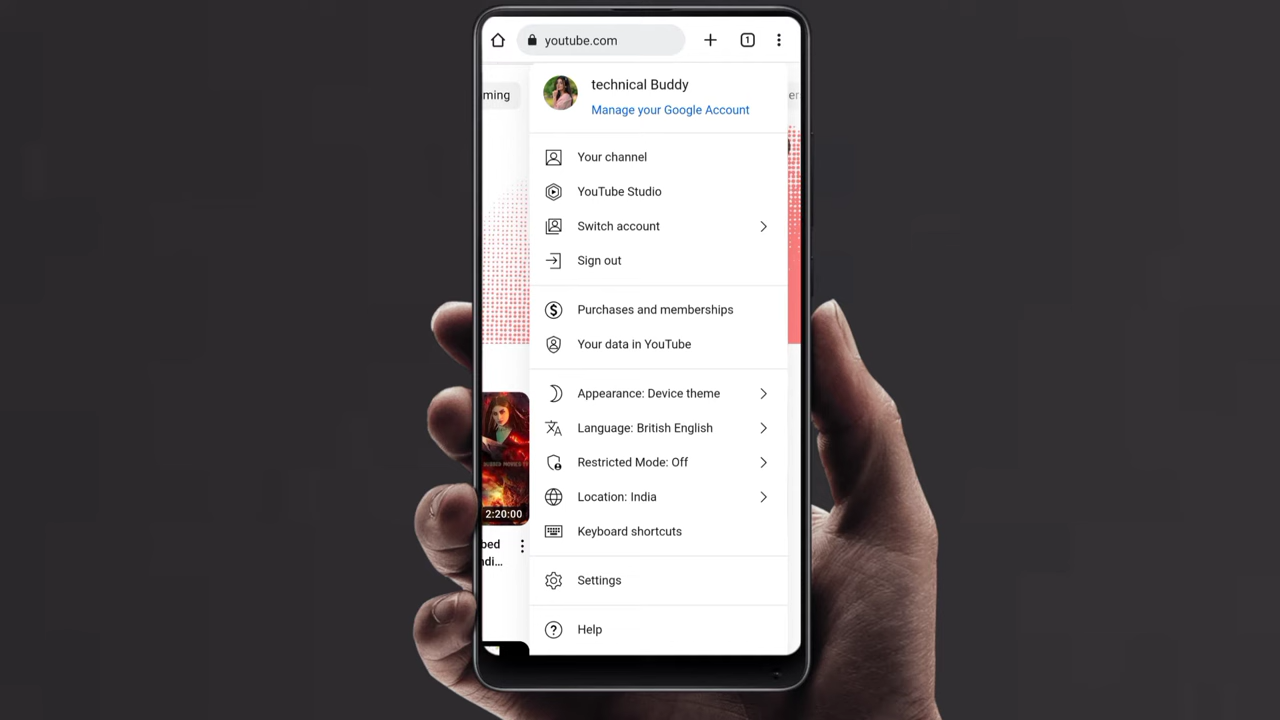 youtube.com
1
technical Buddy
ming
Manage your Google Account
Your channel
YouTube Studio
Switch account
Sign out
Purchases and memberships
Your data in YouTube
Appearance: Device theme
Language: British English
Restricted Mode: Off
Location: India
2:20:00
Keyboard shortcuts
bed
ndi...
Settings
Help